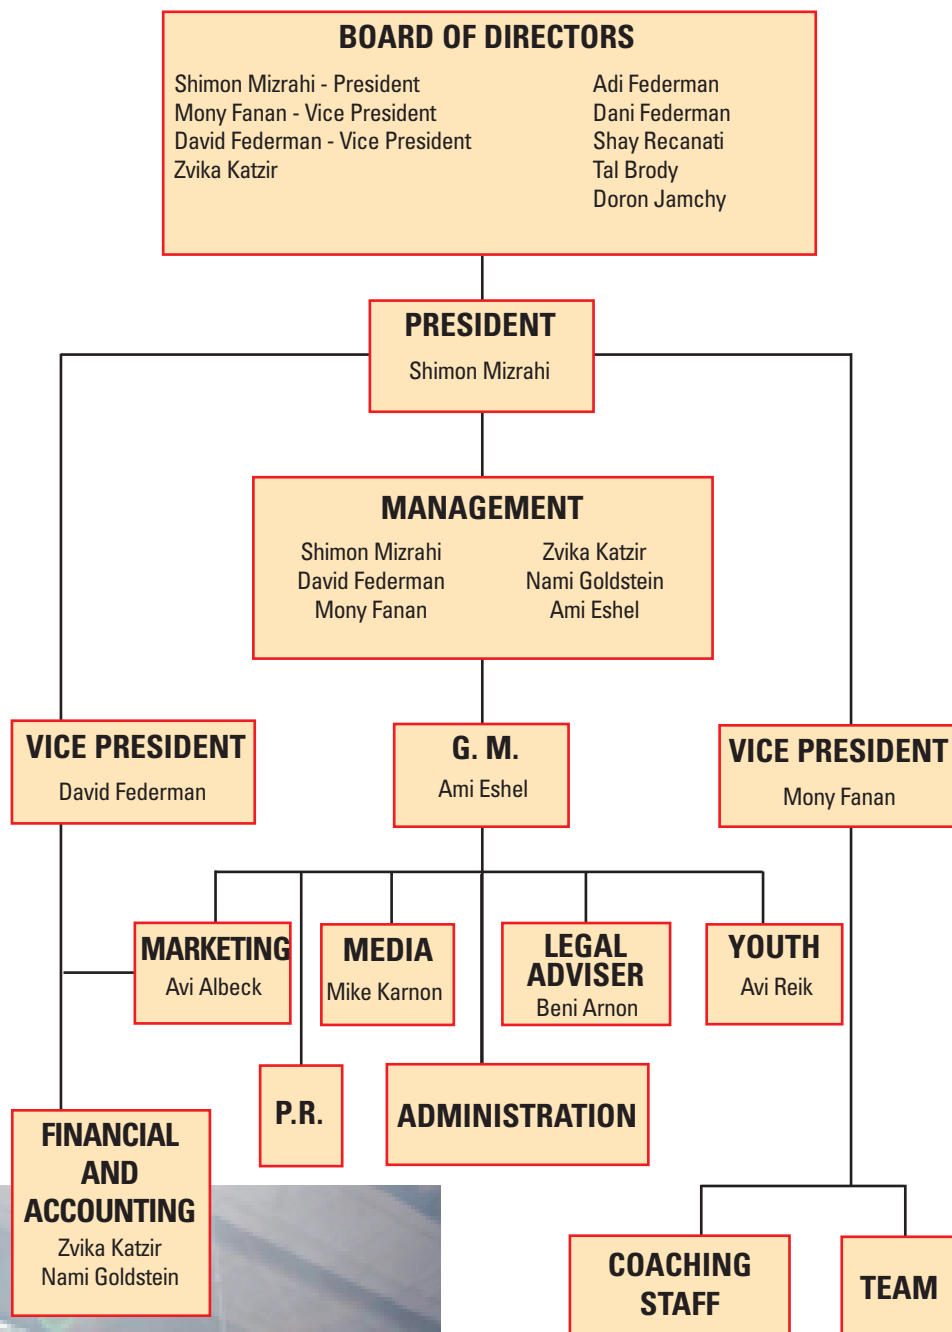 BOARD OF DIRECTORS
Shimon Mizrahi - President
Mony Fanan - Vice President
David Federman - Vice President
Zvika Katzir
Adi Federman
Dani Federman
Shay Recanati
Tal Brody
Doron Jamchy
PRESIDENT
Shimon Mizrahi
MANAGEMENT
Shimon Mizrahi
David Federman
Mony Fanan
Zvika Katzir
Nami Goldstein
Ami Eshel
VICE PRESIDENT
David Federman
G. M.
Ami Eshel
VICE PRESIDENT
Mony Fanan
MARKETING
Avi Albeck
MEDIA
Mike Karnon
LEGAL
ADVISER
Beni Arnon
YOUTH
Avi Reik
P.R.
ADMINISTRATION
FINANCIAL
AND
ACCOUNTING
Zvika Katzir
Nami Goldstein
COACHING
STAFF
TEAM